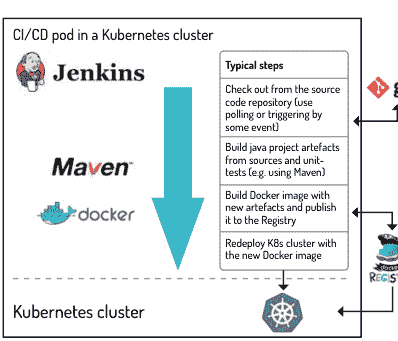 CI/CD pod in a Kubernetes cluster
Jenkins
Maven™
docker
Typical steps
Check out from the source
code repository (use
polling or triggering by
some event)
Build java project artefacts
from sources and unit-
tests (e.g. using Maven)
Build Docker image with
new artefacts and publish
it to the Registry
Redeploy K8s cluster with
the new Docker image
Kubernetes cluster